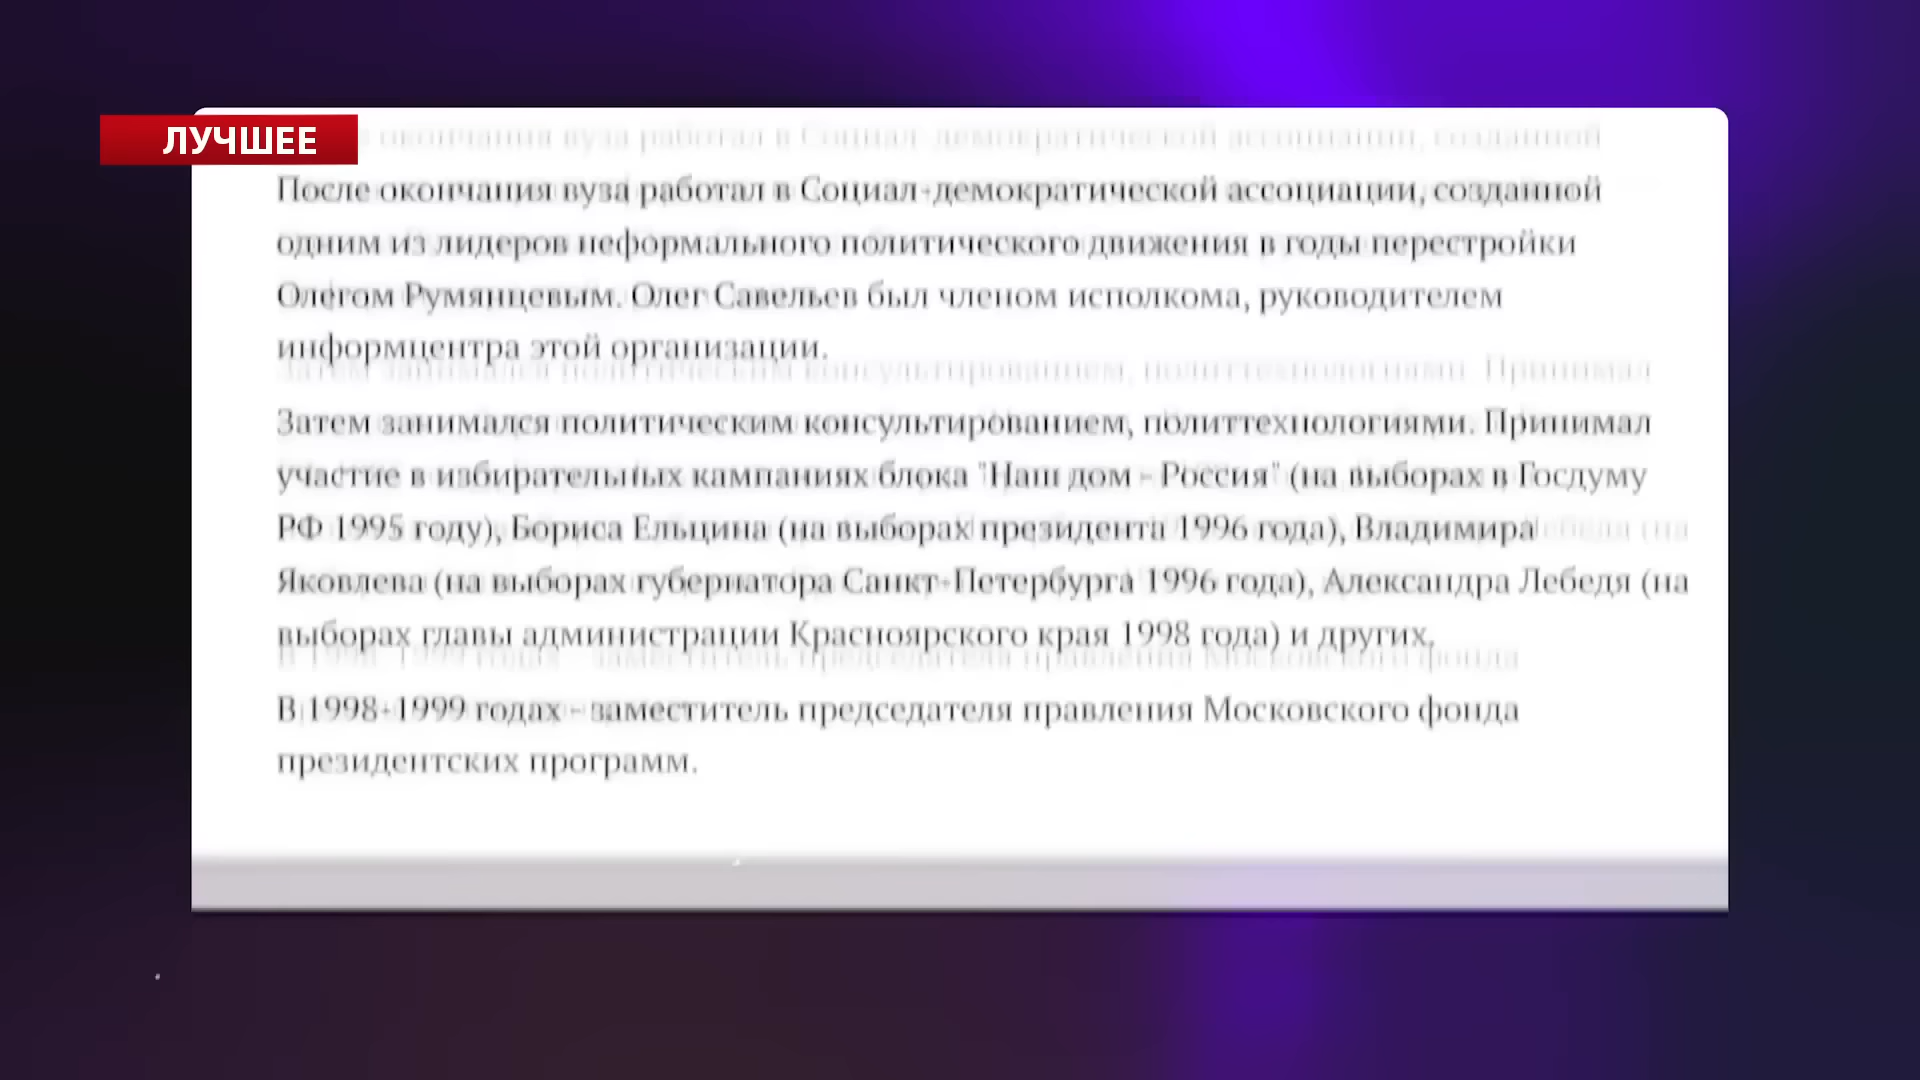 ЛУЧШЕЕ
После окончания вуза работал в Социал-демократической ассоциации, созданной
одним из лидеров неформального политического движения в годы перестройки
Олегом Румянцевым. Олег Савельев был членом исполкома, руководителем
информцентра этой организации.
Затем занимался политическим консультированием, политтехнологиями. Принимал
участие в избирательных кампаниях блока "Наш дом - Россия" (на выборах в Госдуму
РФ 1995 году), Бориса Ельцина (на выборах президента 1996 года), Владимира
Яковлева (на выборах губернатора Санкт-Петербурга 1996 года), Александра Лебедя (на
выборах главы администрации Красноярского края 1998 года) и других.
В 1998-1999 годах - заместитель председателя правления Московского фонда
президентских программ.